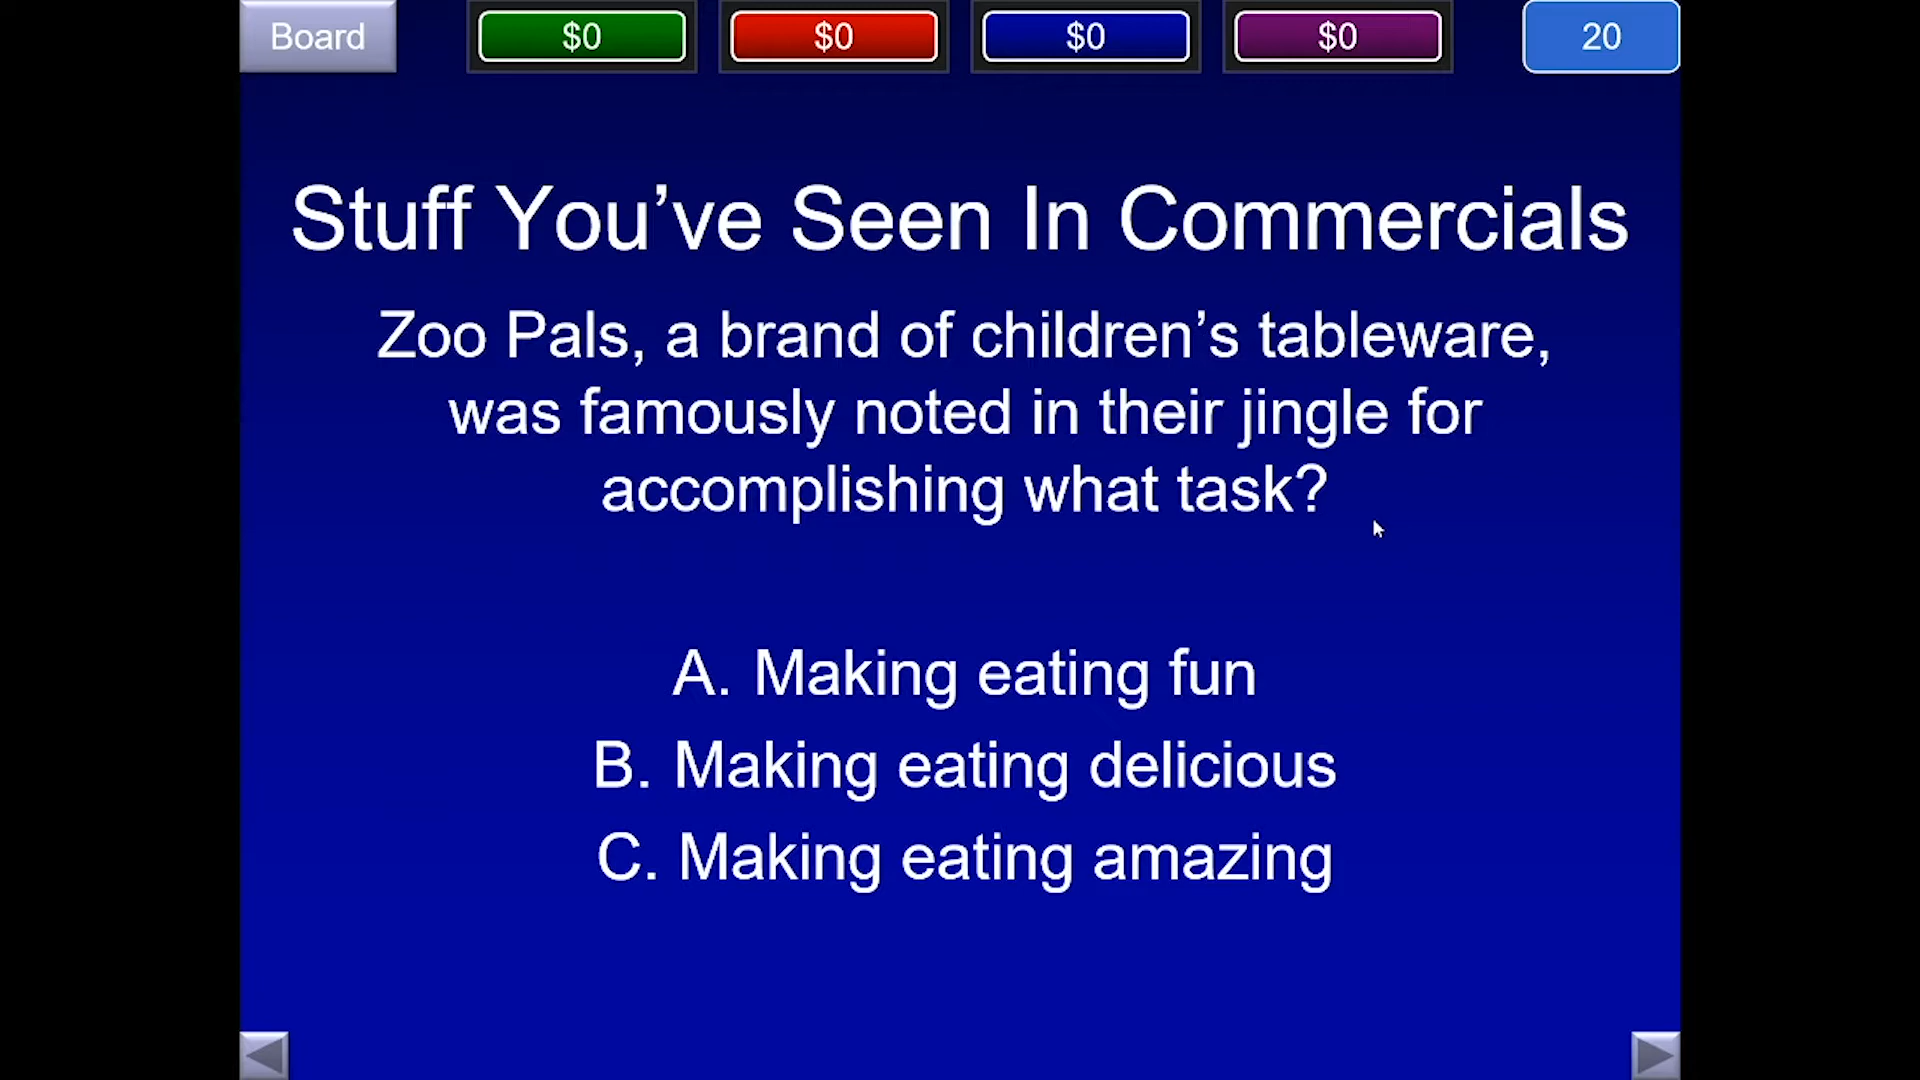 Board
$0
$0
$0
$0
20
Stuff You’ve Seen In Commercials
Zoo Pals, a brand of children’s tableware,
was famously noted in their jingle for
accomplishing what task?
A. Making eating fun
B. Making eating delicious
C. Making eating amazing